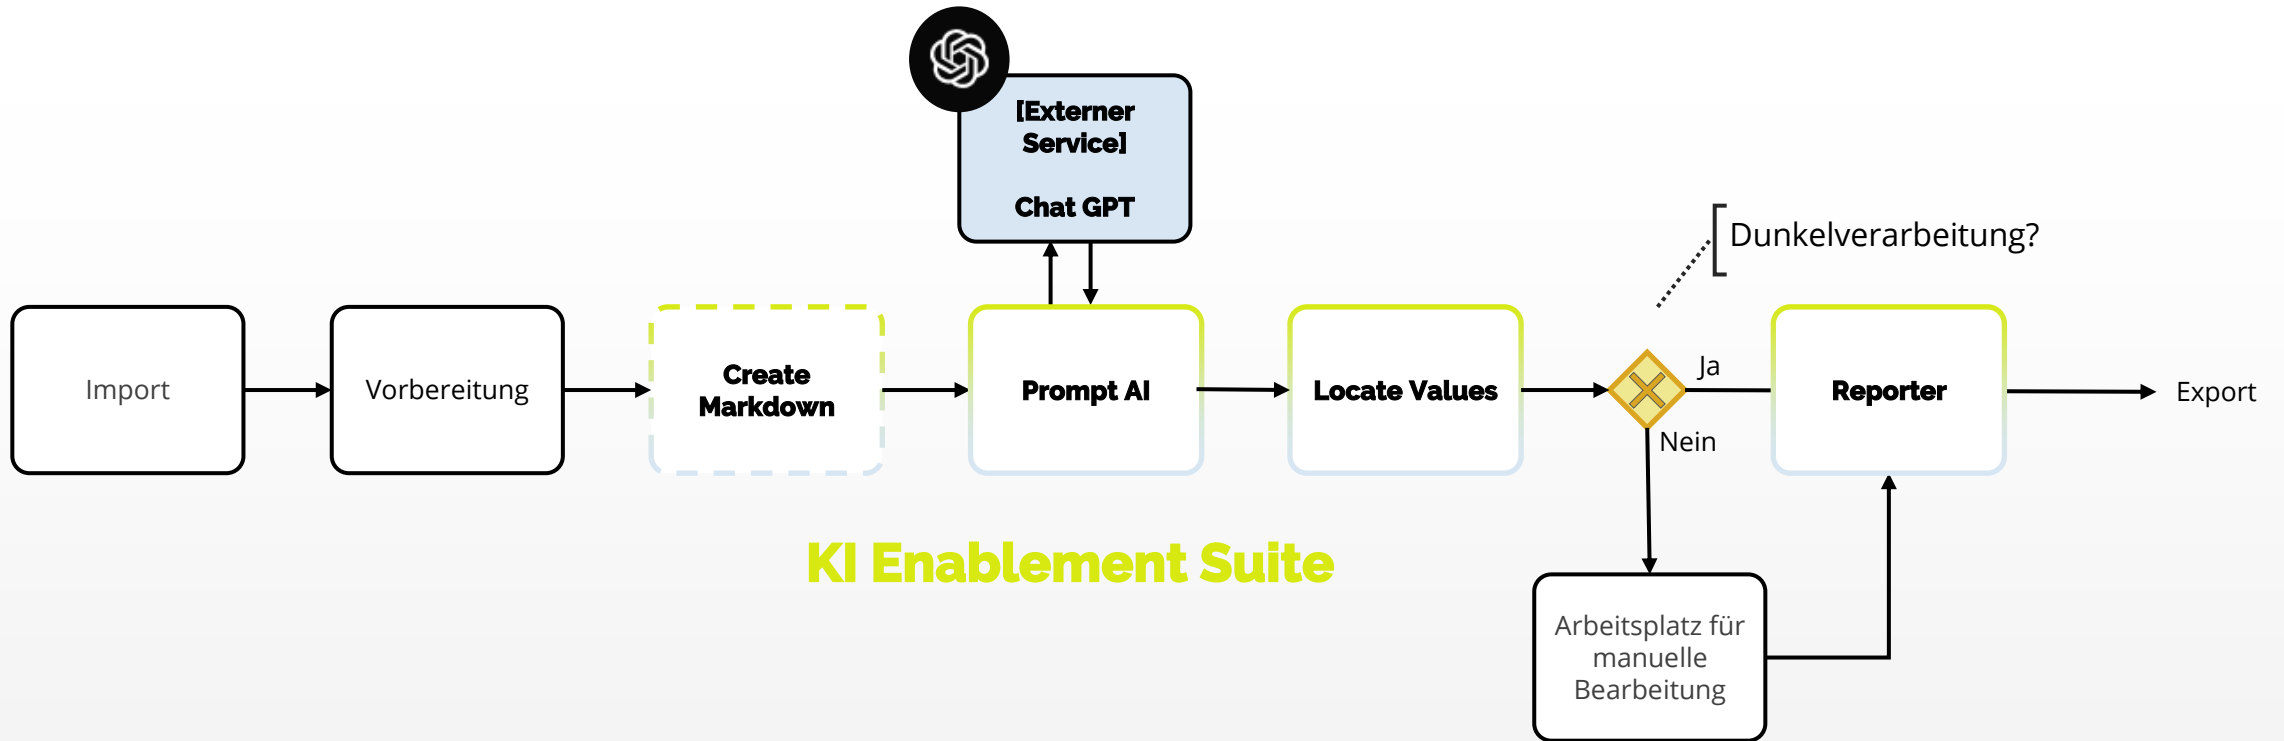 [Externer
Service]
Chat GPT
Dunkelverarbeitung?
Import
Vorbereitung
Create
Markdown
Prompt AI
Locate Values
Ja
Nein
Reporter
Export
KI Enablement Suite
Arbeitsplatz für
manuelle
Bearbeitung